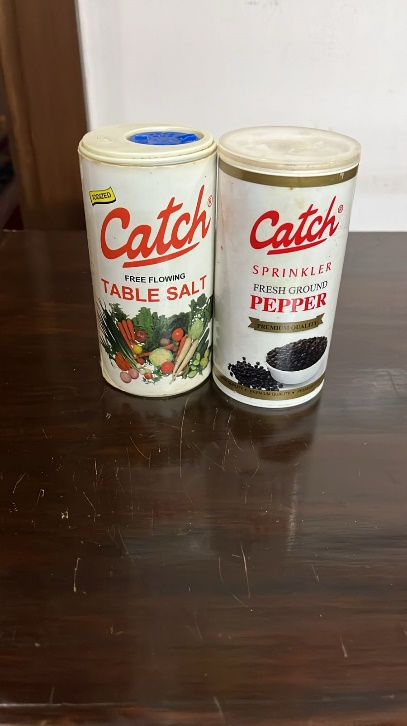 IODIZED
Catch®
FREE FLOWING
TABLE SALT
Catch®
SPRINKLER
FRESH GROUND
PEPPER
PREMIUM QUALITY